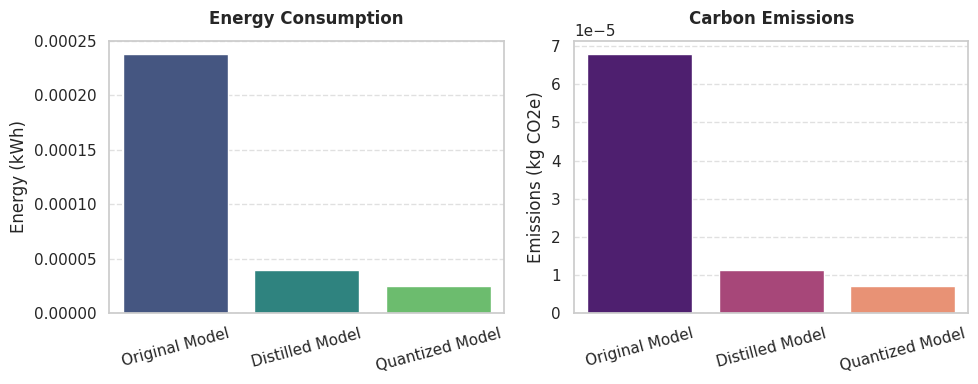 Energy Consumption
Energy (kWh)
0.00025
0.00020
0.00015
0.00010
0.00005
0.00000
Original Model
Distilled Model
Quantized Model
Carbon Emissions
1e−5
Emissions (kg CO2e)
7
6
5
4
3
2
1
0
Original Model
Distilled Model
Quantized Model